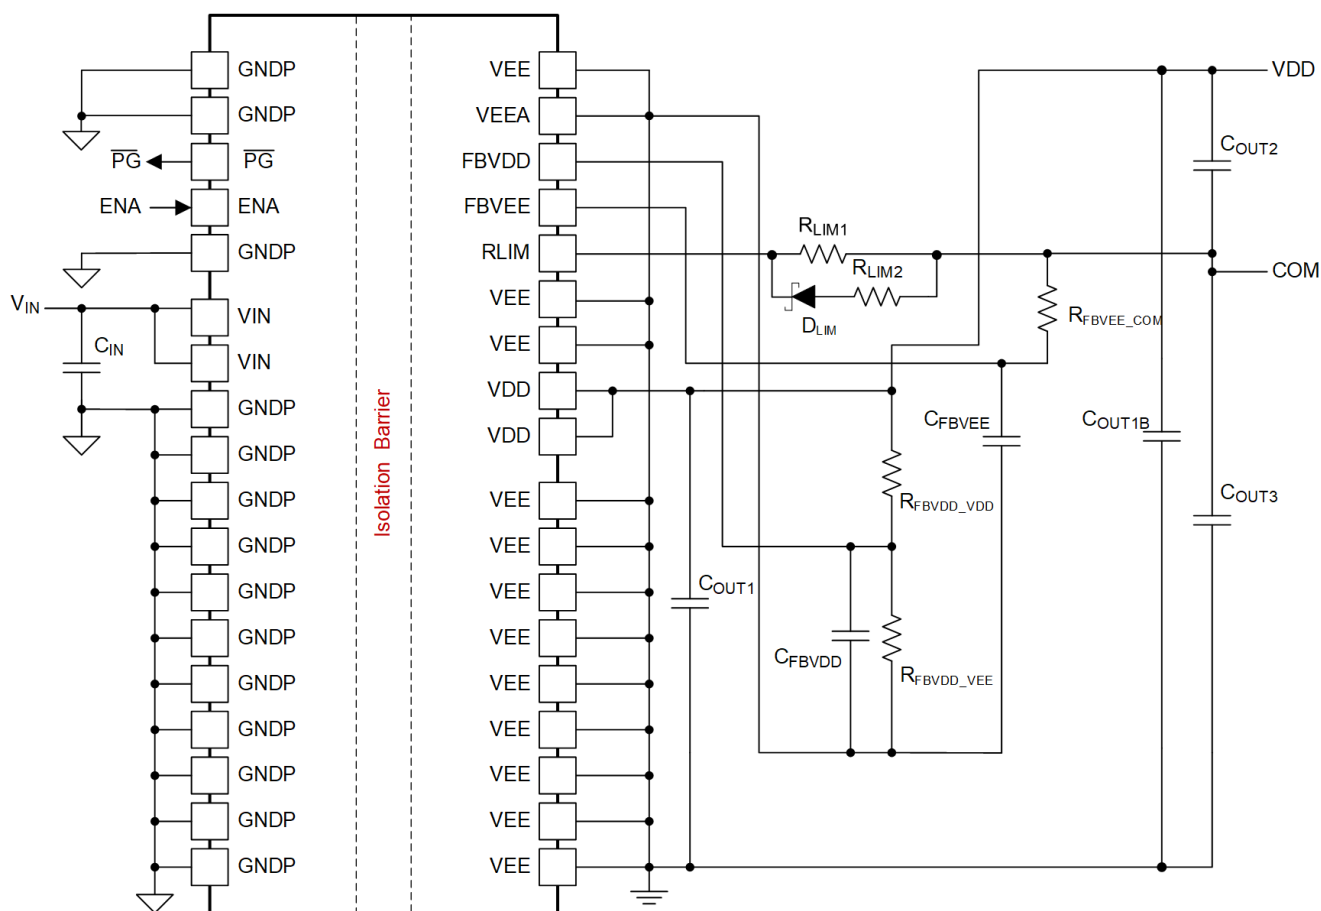 GNDP VEE VDD
GNDP VEEA
PG PG FBVDD COUT2
ENA ENA FBVEE
RLIM1
GNDP RLIM
RLIM2 COM
VIN VEE
VIN DLIM RFBVEE_COM
CIN VEE
VIN
VDD
GNDP CFBVEE COUT1B
VDD
GNDP
Isolation Barrier
GNDP VEE RFBVDD_VDD COUT3
GNDP VEE
GNDP VEE COUT1
GNDP VEE
CFBVDD
GNDP VEE RFBVDD_VEE
GNDP VEE
GNDP VEE
GNDP VEE
GNDP VEE